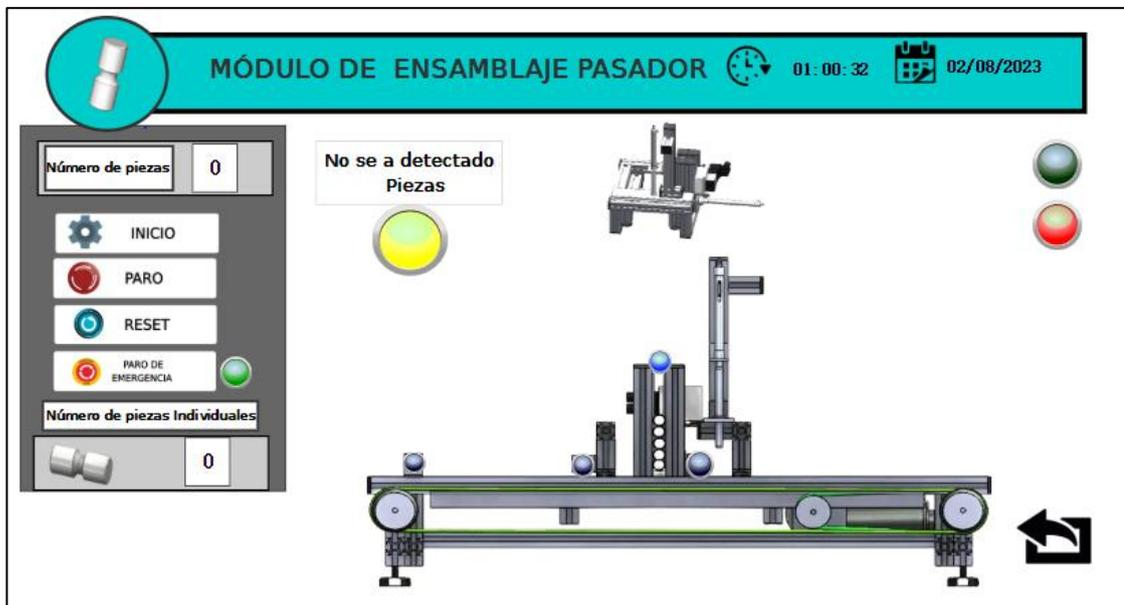 MÓDULO DE ENSAMBLAJE PASADOR
01:00:32
02/08/2023
Número de piezas
0
INICIO
PARO
RESET
PARO DE
EMERGENCIA
Número de piezas Individuales
0
No se a detectado
Piezas